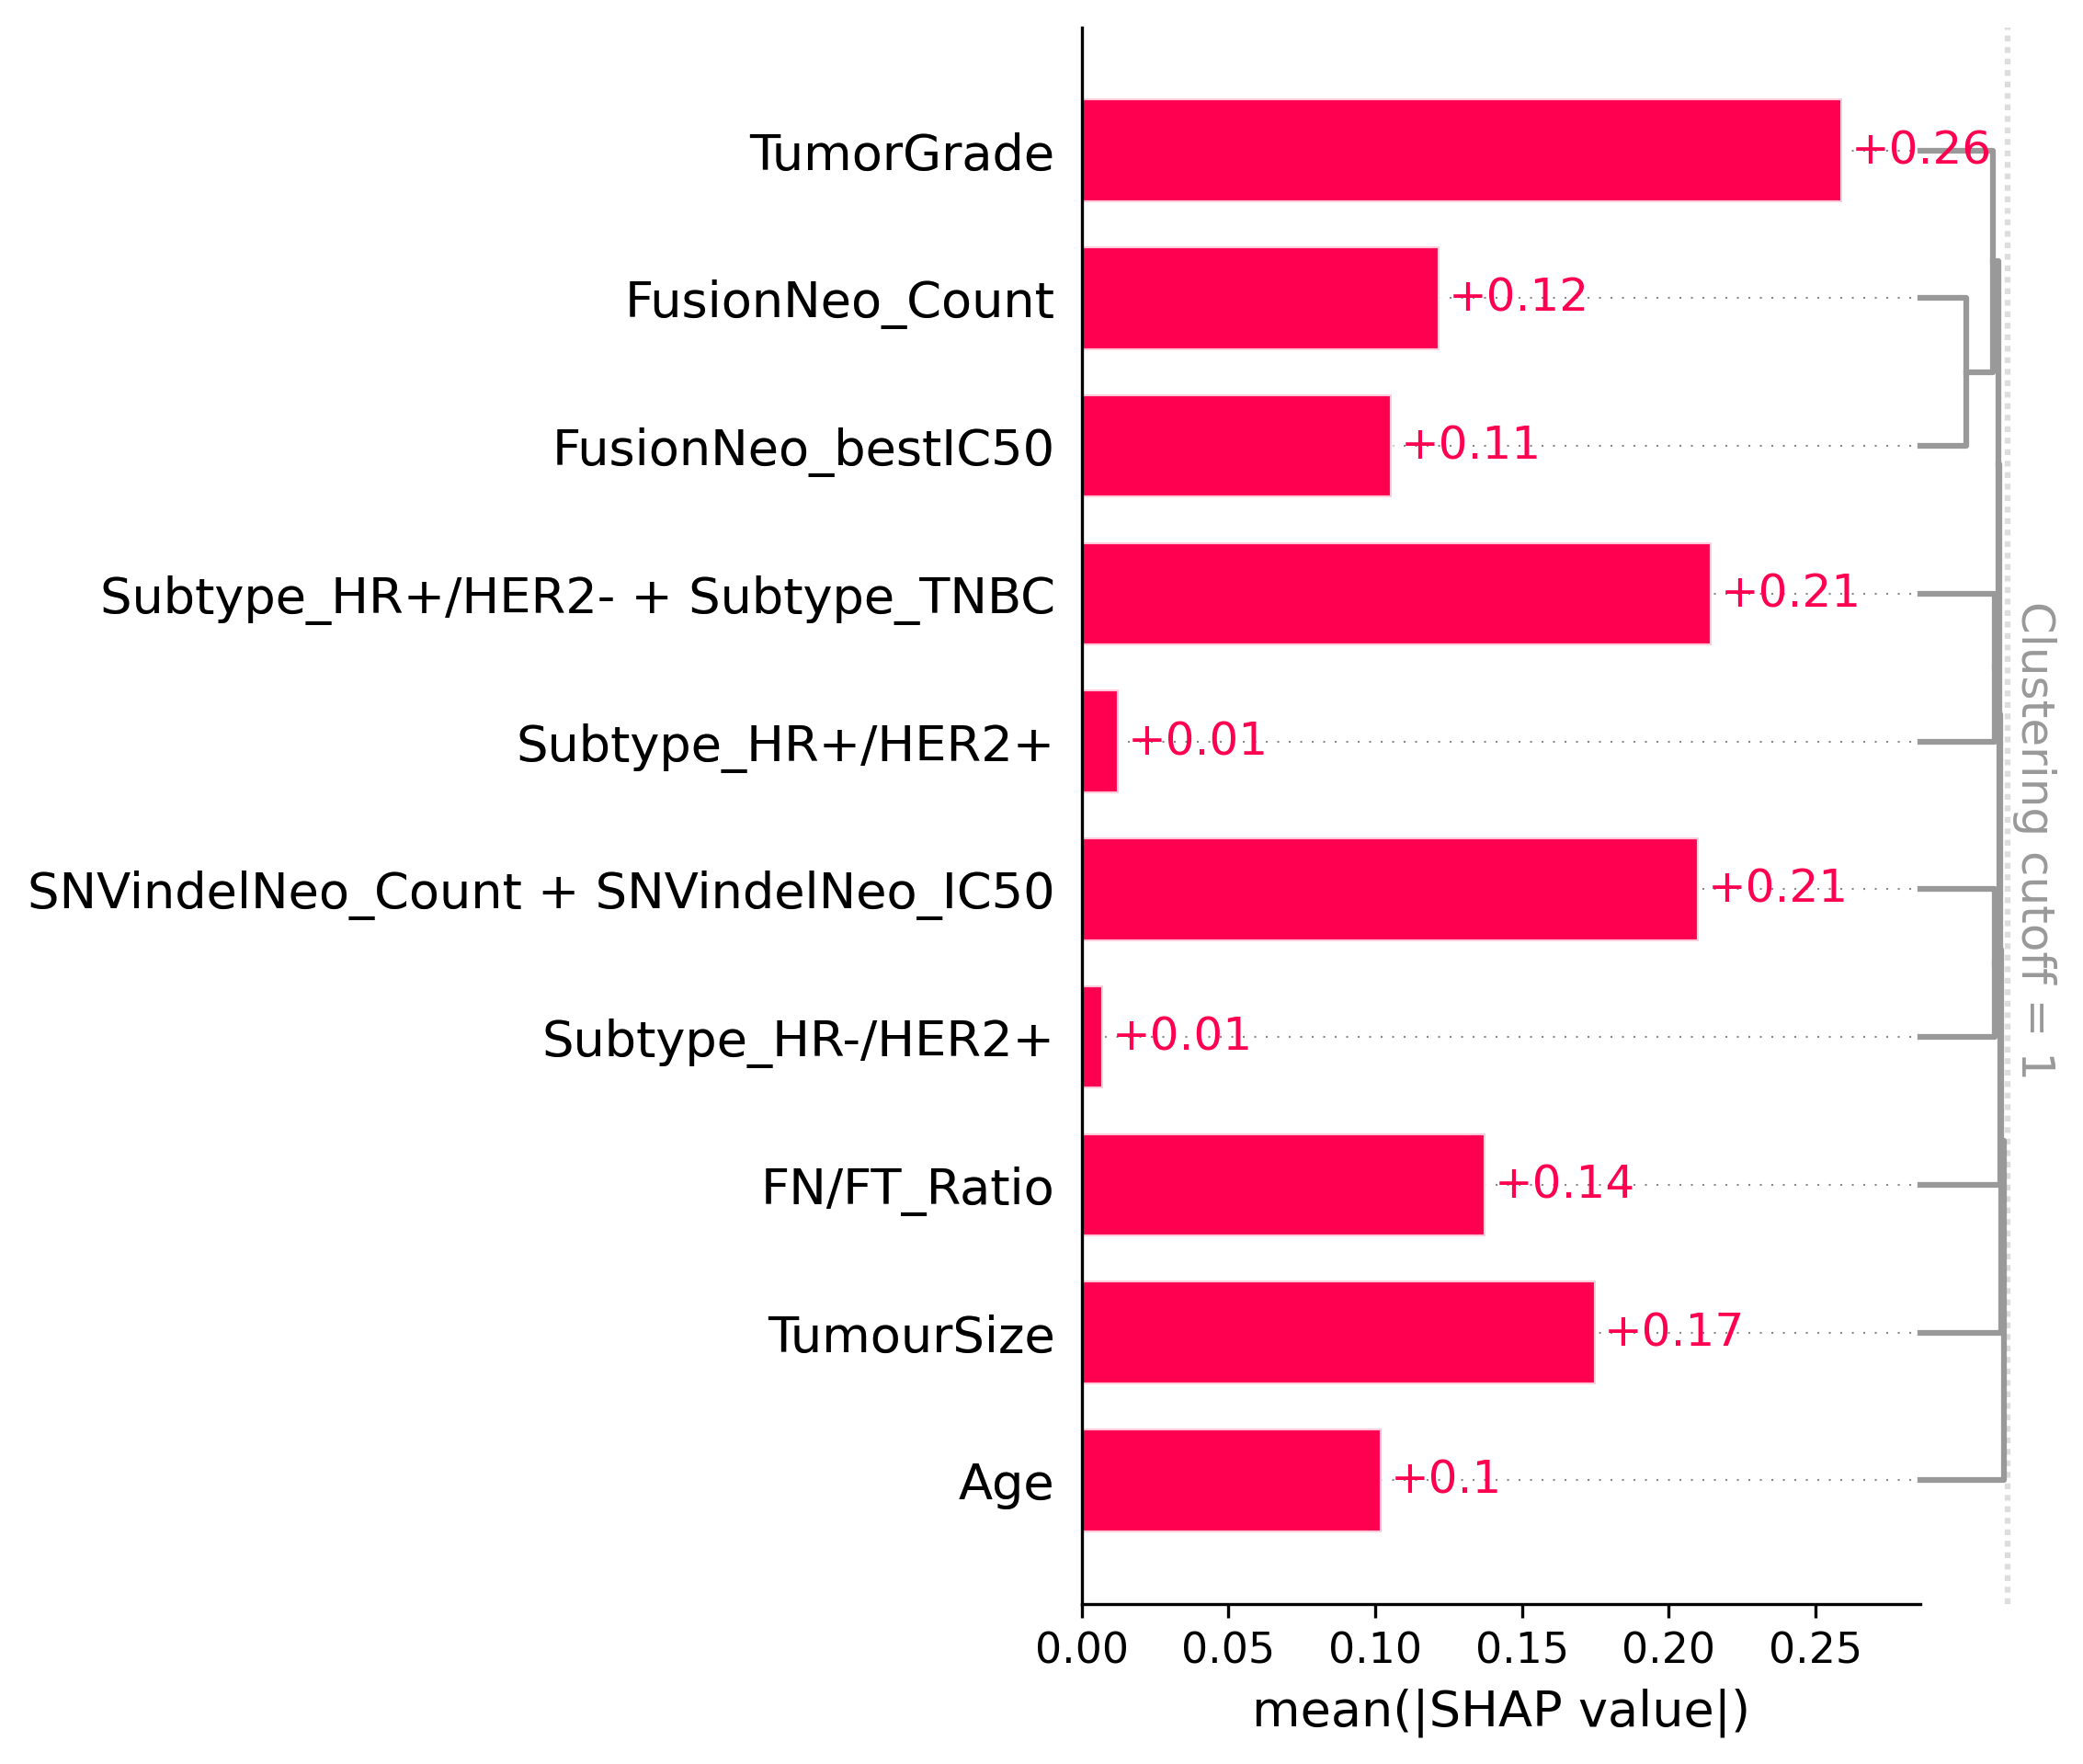 TumorGrade +0.26
FusionNeo_Count +0.12
FusionNeo_bestIC50 +0.11
Subtype_HR+/HER2- + Subtype_TNBC +0.21
Subtype_HR+/HER2+ +0.01
SNVindelNeo_Count + SNVindelNeo_IC50 +0.21
Subtype_HR-/HER2+ +0.01
FN/FT_Ratio +0.14
TumourSize +0.17
Age +0.1
Clustering cutoff = 1
0.00 0.05 0.10 0.15 0.20 0.25
mean(|SHAP value|)